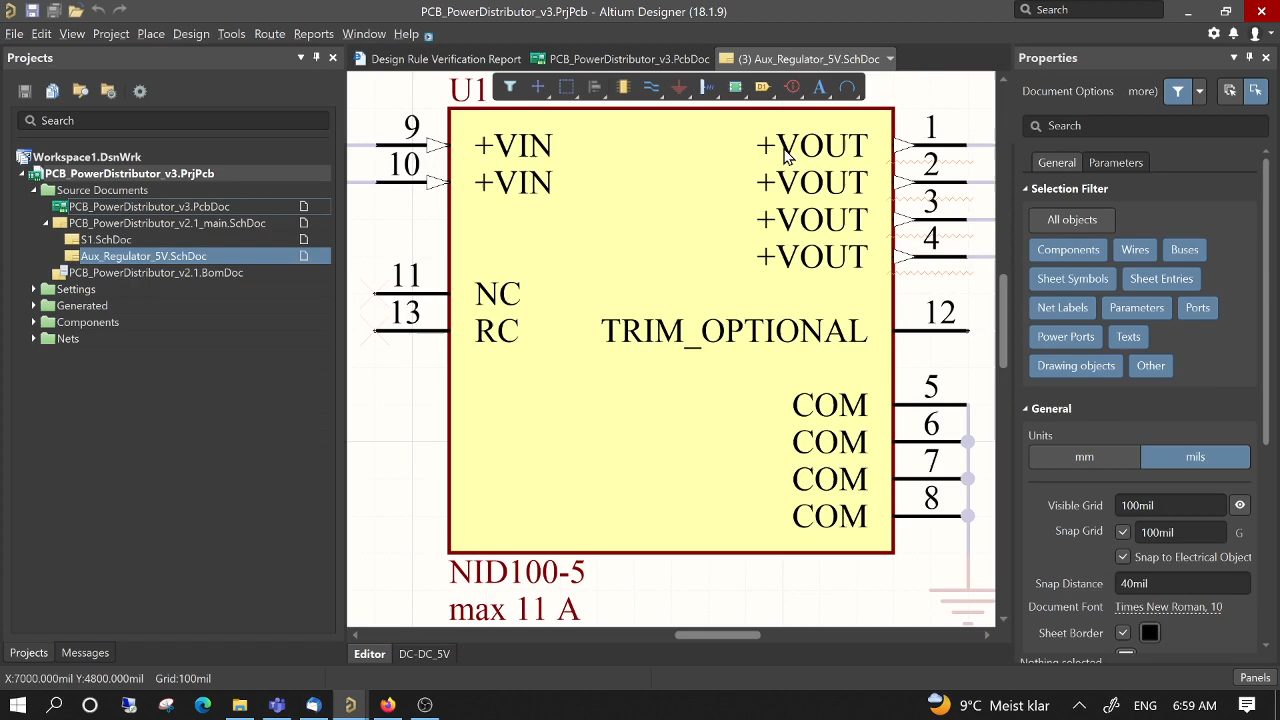 PCB_PowerDistributor_v3.PrjPcb - Altium Designer (18.1.9)
Search
File Edit View Project Place Design Tools Route Reports Window Help
Projects
Search
Workspace1.DsnWrk
PCB_PowerDistributor_v3.PrjPcb
Source Documents
PCB_PowerDistributor_v3.PcbDoc
PCB_PowerDistributor_v2.1_main.SchDoc
S1.SchDoc
Aux_Regulator_5V.SchDoc
PCB_PowerDistributor_v2.1.BomDoc
Settings
Generated
Components
Nets
Projects Messages
Design Rule Verification Report PCB_PowerDistributor_v3.PcbDoc (3) Aux_Regulator_5V.SchDoc
U1
9 +VIN +VOUT 1
10 +VIN +VOUT 2
+VOUT 3
+VOUT 4
11 NC
13 RC TRIM_OPTIONAL 12
COM 5
COM 6
COM 7
COM 8
NID100-5
max 11 A
Editor DC-DC_5V
Properties
Document Options more)
Search
General Parameters
Selection Filter
All objects
Components Wires Buses
Sheet Symbols Sheet Entries
Net Labels Parameters Ports
Power Ports Texts
Drawing objects Other
General
Units
mm mils
Visible Grid 100mil
Snap Grid 100mil G
Snap to Electrical Object
Snap Distance 40mil
Document Font Times New Roman, 10
Sheet Border
Nothing selected
X:7000.000mil Y:4800.000mil Grid:100mil
Panels
9°C Meist klar ENG 6:59 AM